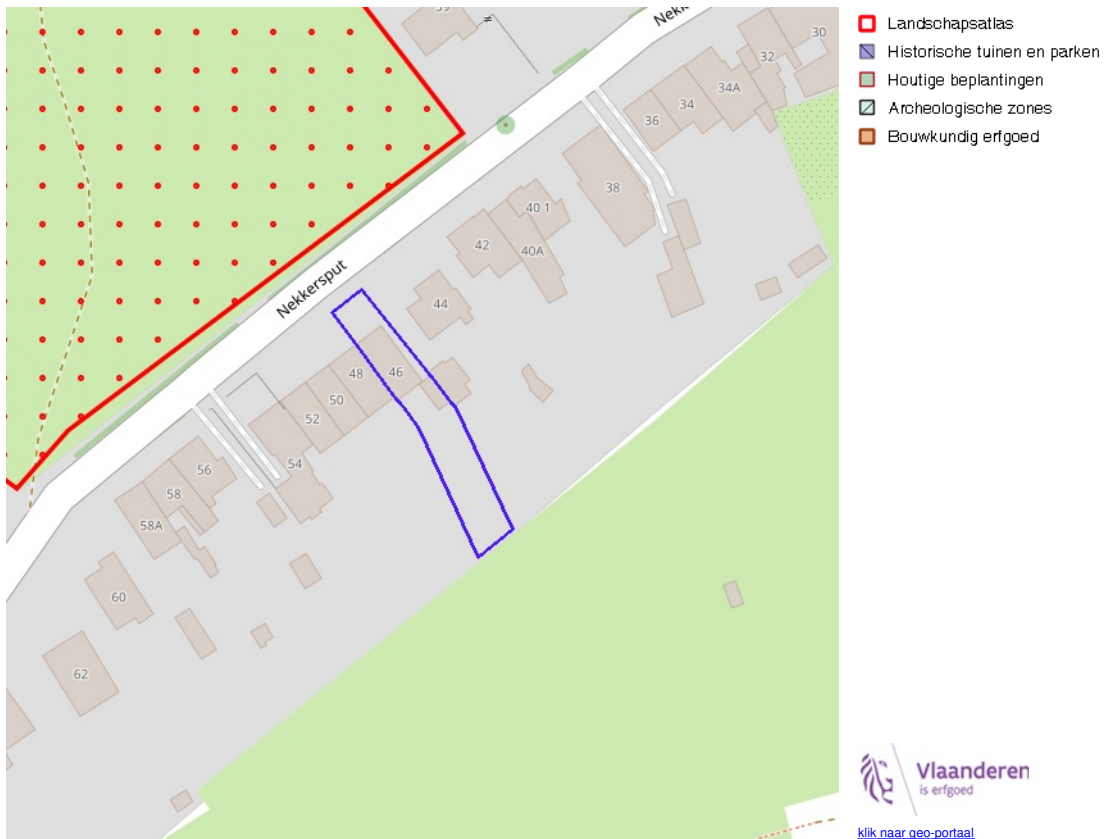 39
Nekk
30
32
34A
34
36
38
40 1
40A
42
44
Nekkersput
46
48
50
52
54
56
58
58A
60
62
Landschapsatlas
Historische tuinen en parken
Houtige beplantingen
Archeologische zones
Bouwkundig erfgoed
Vlaanderen
is erfgoed
klik naar geo-portaal